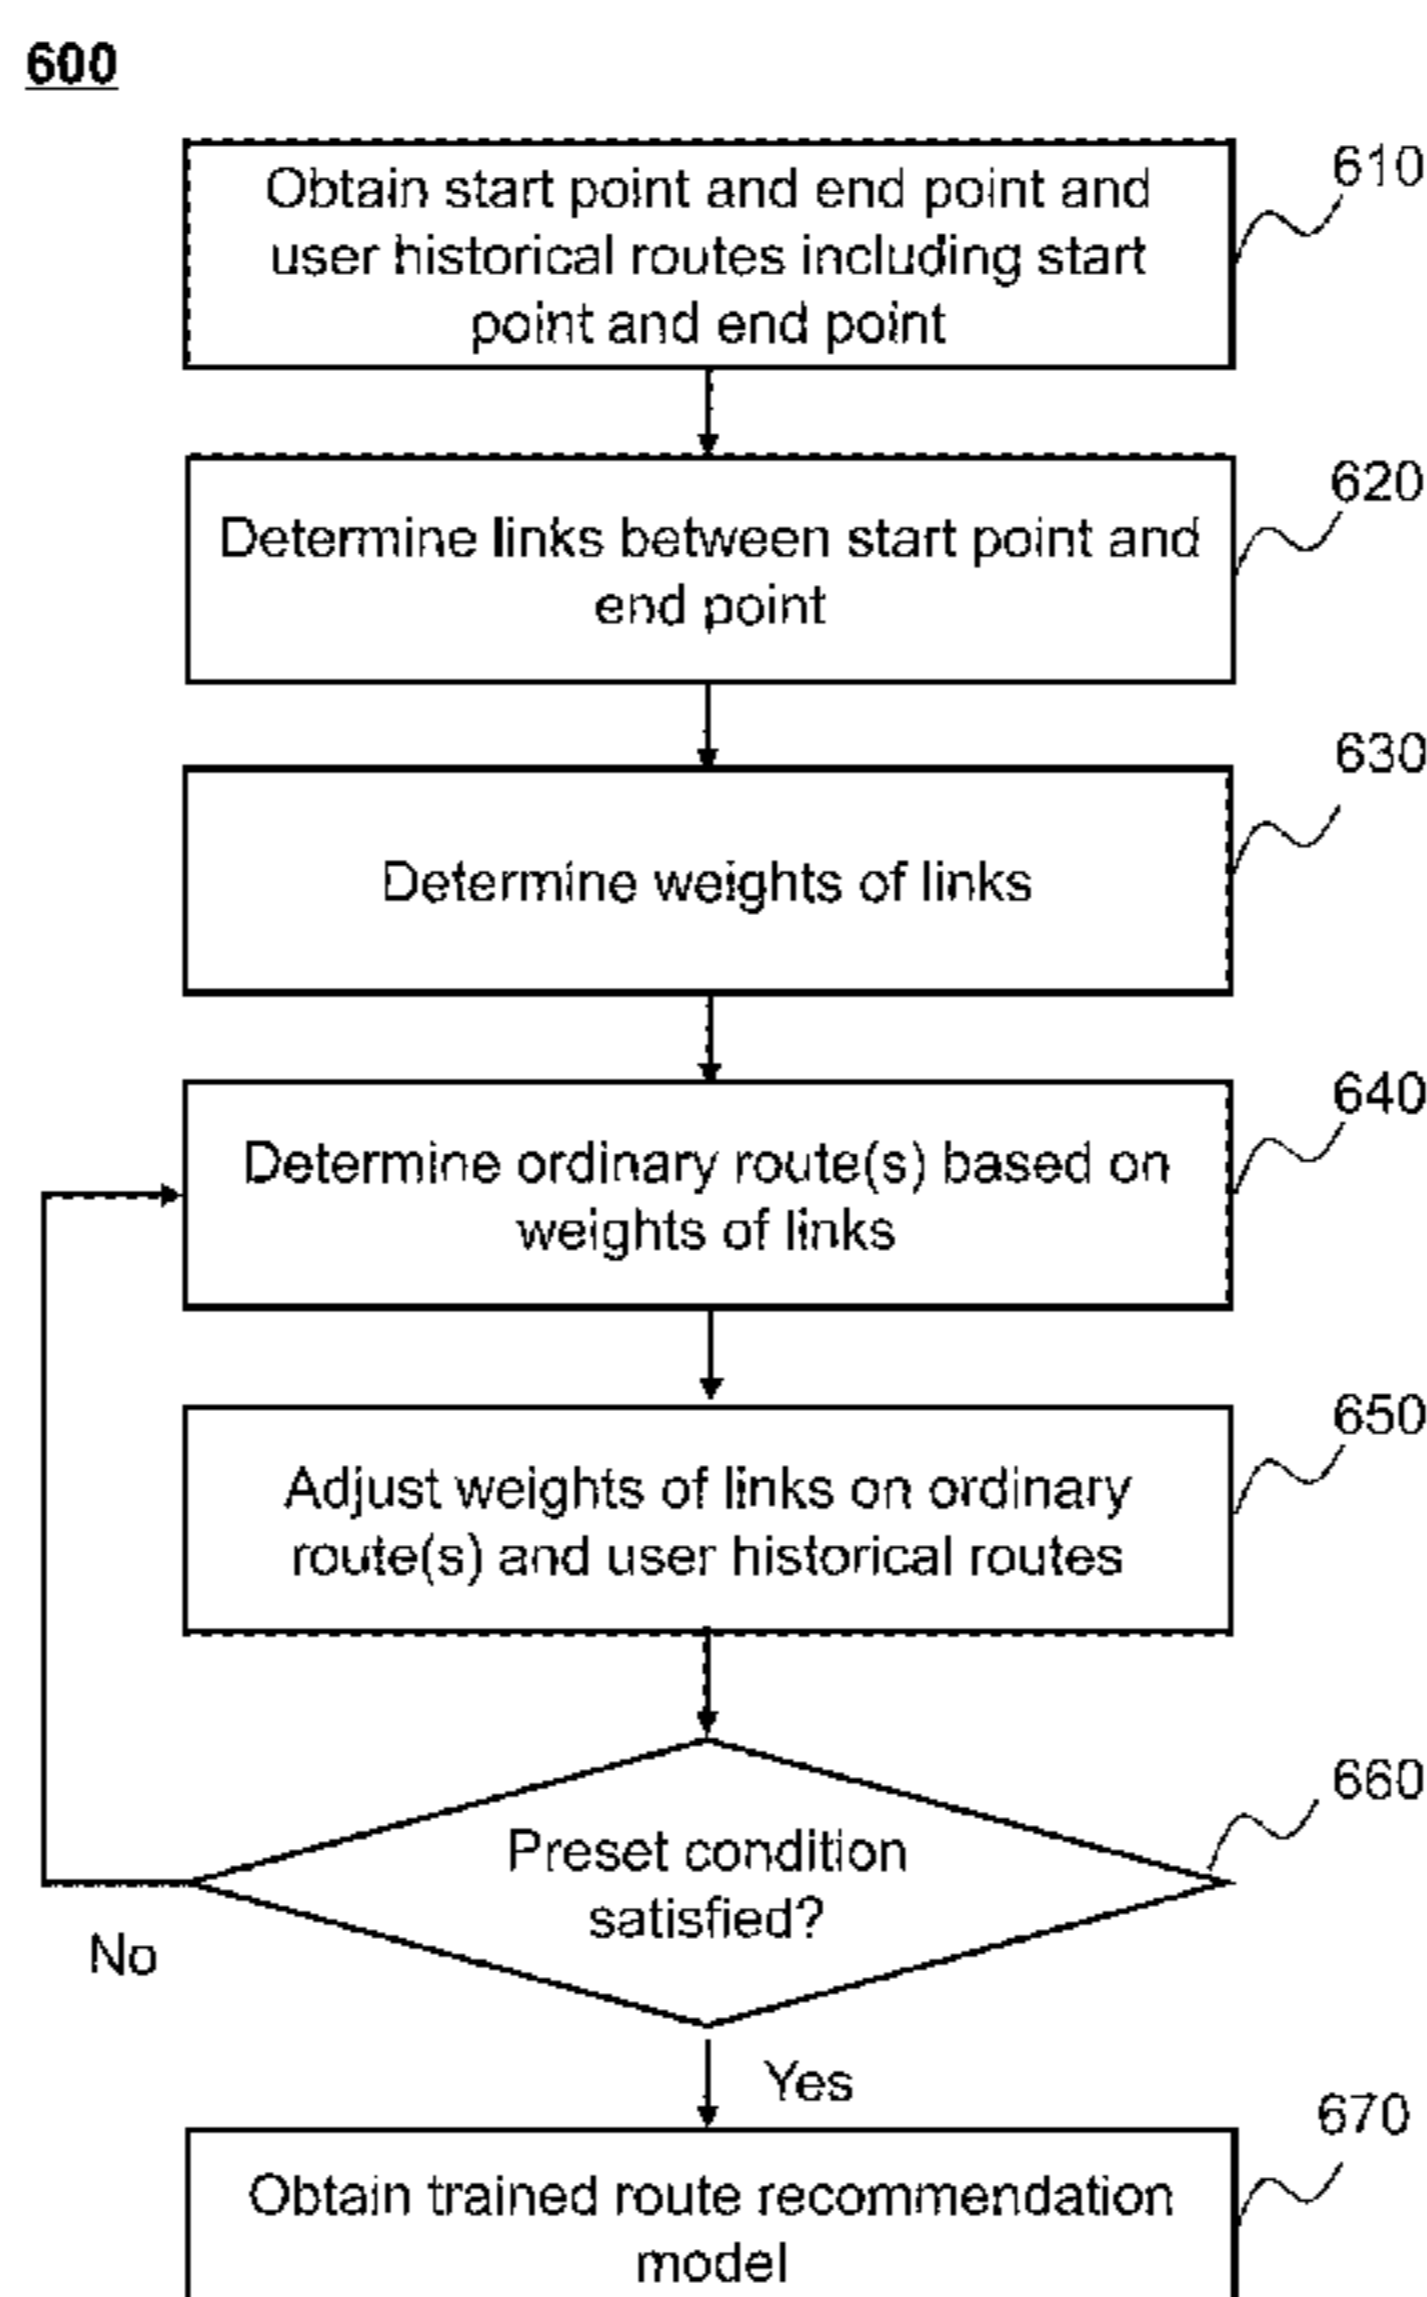 600
610
Obtain start point and end point and
user historical routes including start
point and end point
620
Determine links between start point and
end point
630
Determine weights of links
640
Determine ordinary route(s) based on
weights of links
650
Adjust weights of links on ordinary
route(s) and user historical routes
660
Preset condition
satisfied?
No
Yes
670
Obtain trained route recommendation
model